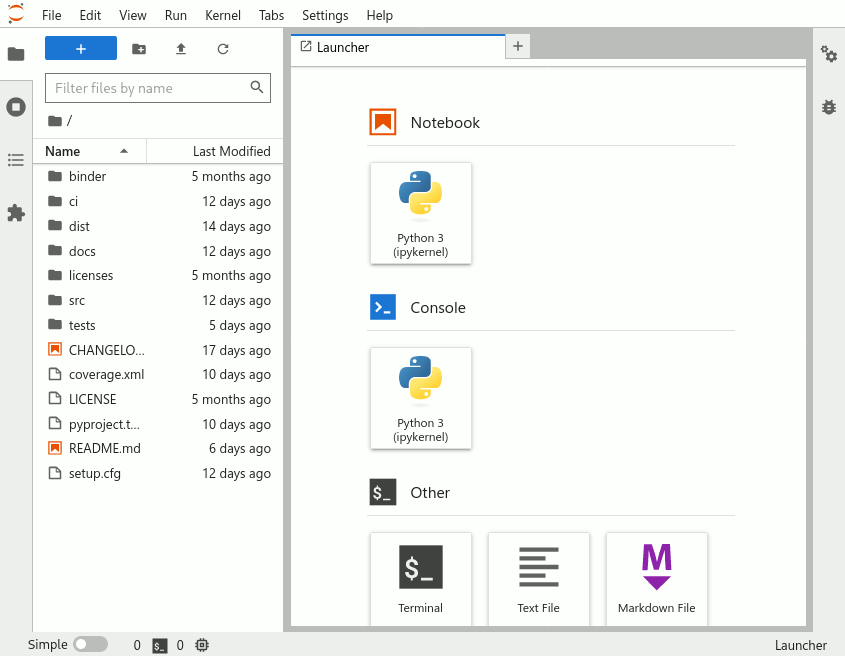 File Edit View Run Kernel Tabs Settings Help
+
Filter files by name
/
Name Last Modified
binder 5 months ago
ci 12 days ago
dist 14 days ago
docs 12 days ago
licenses 5 months ago
src 12 days ago
tests 5 days ago
CHANGELO... 17 days ago
coverage.xml 10 days ago
LICENSE 5 months ago
pyproject.t... 10 days ago
README.md 6 days ago
setup.cfg 12 days ago
Launcher +
Notebook
Python 3
(ipykernel)
>_ Console
Python 3
(ipykernel)
$_ Other
$_
Terminal
Text File
M
Markdown File
Simple 0 $_ 0 Launcher